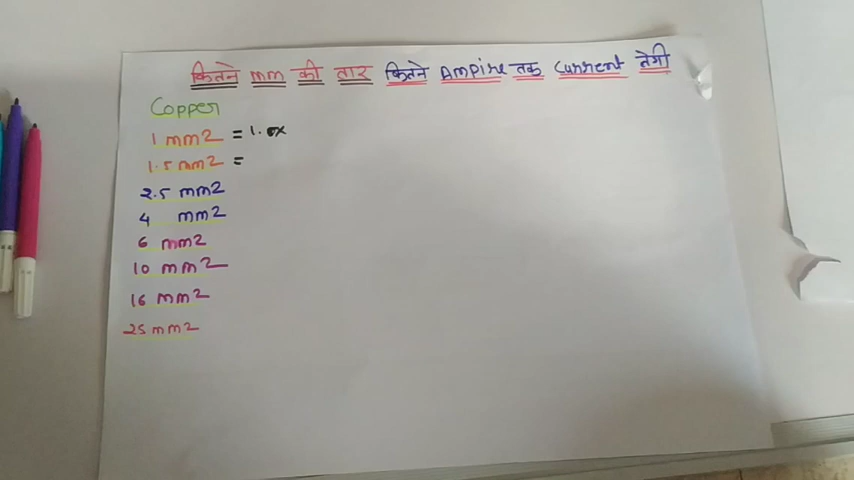 कितने mm की तार कितने Ampire तक Current लेगी
Copper
1 mm2 = 1.
1.5 mm2 =
2.5 mm2
4 mm2
6 mm2
10 mm2
16 mm2
25 mm2